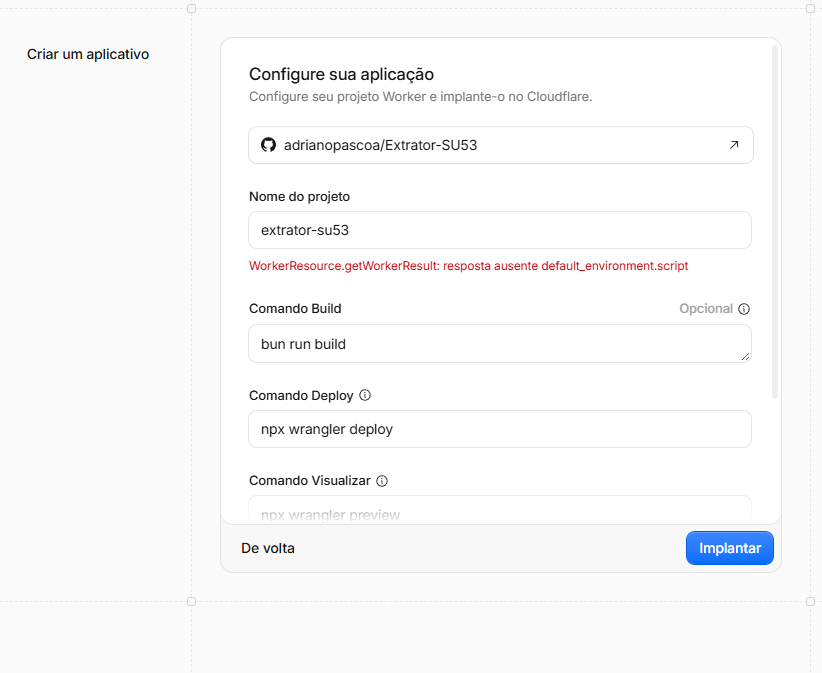 Criar um aplicativo
Configure sua aplicação
Configure seu projeto Worker e implante-o no Cloudflare.
adrianopascoa/Extrator-SU53
Nome do projeto
extrator-su53
WorkerResource.getWorkerResult: resposta ausente default_environment.script
Comando Build
Opcional
bun run build
Comando Deploy
npx wrangler deploy
Comando Visualizar
npx wrangler preview
De volta
Implantar